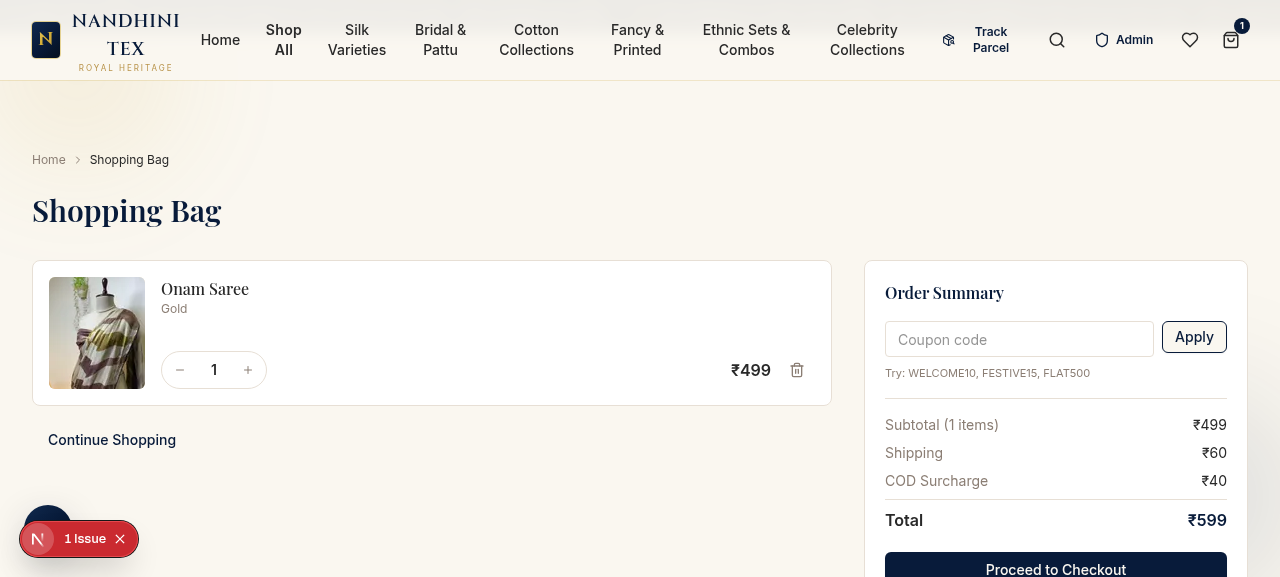 N
NANDHINI
TEX
ROYAL HERITAGE
Home
Shop
All
Silk
Varieties
Bridal &
Pattu
Cotton
Collections
Fancy &
Printed
Ethnic Sets &
Combos
Celebrity
Collections
Track
Parcel
Admin
1
Home > Shopping Bag
Shopping Bag
Onam Saree
Gold
− 1 + ₹499
Continue Shopping
Order Summary
Coupon code Apply
Try: WELCOME10, FESTIVE15, FLAT500
Subtotal (1 items) ₹499
Shipping ₹60
COD Surcharge ₹40
Total ₹599
Proceed to Checkout
N 1 Issue